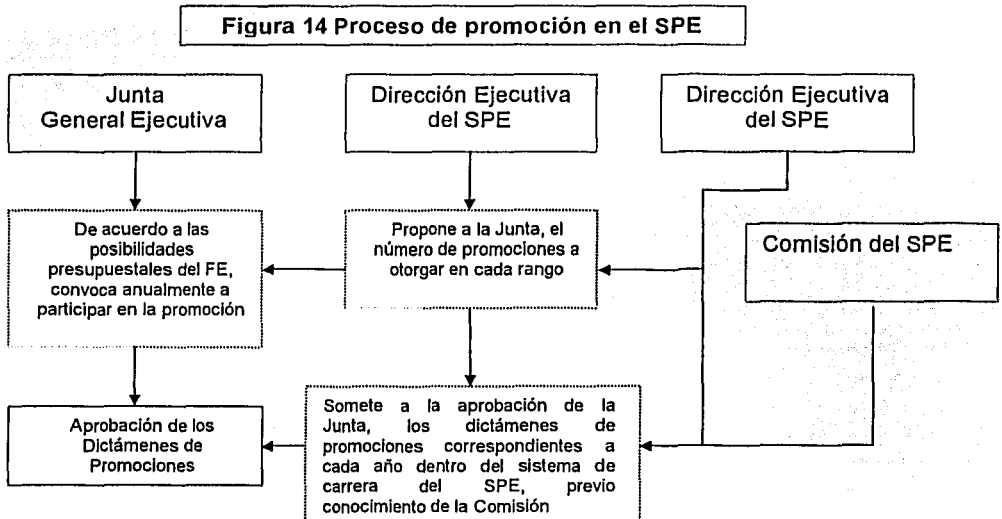 Figura 14 Proceso de promoción en el SPE
Junta
General Ejecutiva
Dirección Ejecutiva
del SPE
Dirección Ejecutiva
del SPE
De acuerdo a las
posibilidades
presupuestales del FE,
convoca anualmente a
participar en la promoción
Propone a la Junta, el
número de promociones a
otorgar en cada rango
Comisión del SPE
Aprobación de los
Dictámenes de
Promociones
Somete a la aprobación de la
Junta, los dictámenes de
promociones correspondientes a
cada año dentro del sistema de
carrera del SPE, previo
conocimiento de la Comisión